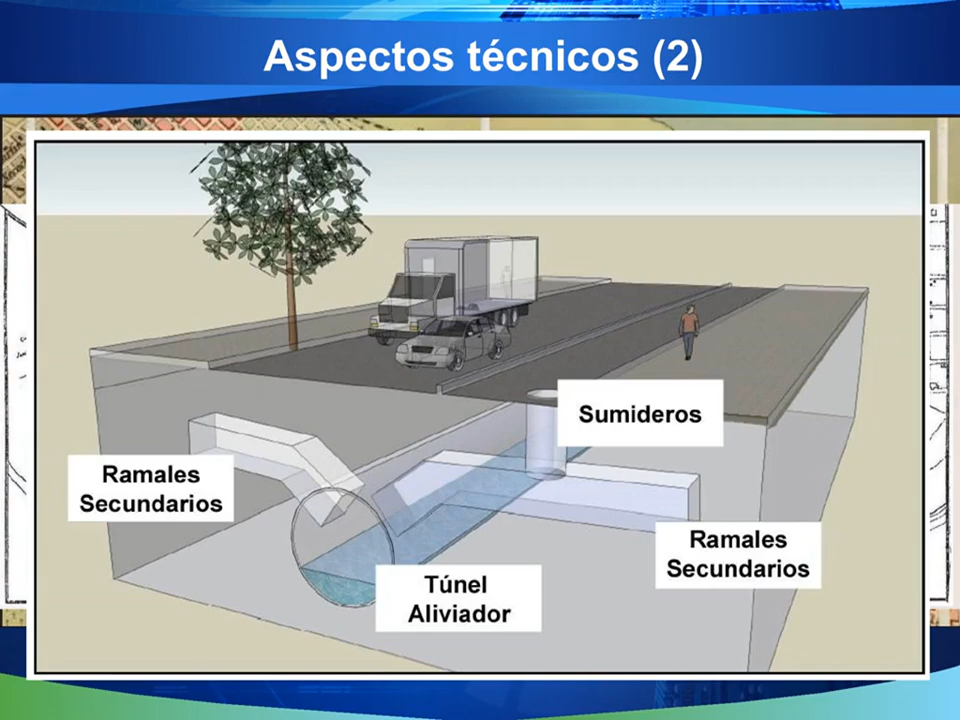 Aspectos técnicos (2)
Sumideros
Ramales
Secundarios
Ramales
Secundarios
Túnel
Aliviador